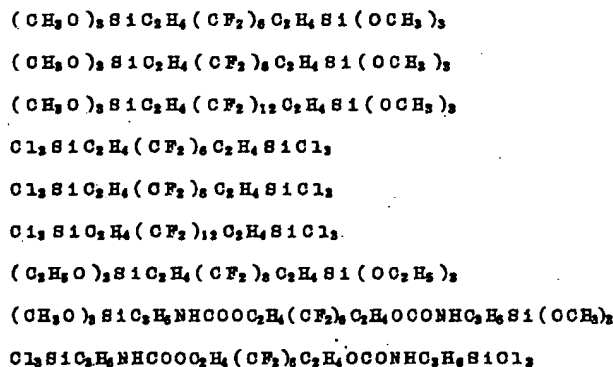 (CH₃O)₃SiC₂H₄(CF₂)₆C₂H₄Si(OCH₃)₃
(CH₃O)₃SiC₂H₄(CF₂)₈C₂H₄Si(OCH₃)₃
(CH₃O)₃SiC₂H₄(CF₂)₁₂C₂H₄Si(OCH₃)₃
Cl₃SiC₂H₄(CF₂)₆C₂H₄SiCl₃
Cl₃SiC₂H₄(CF₂)₈C₂H₄SiCl₃
Cl₃SiC₂H₄(CF₂)₁₂C₂H₄SiCl₃
(C₂H₅O)₃SiC₂H₄(CF₂)₈C₂H₄Si(OC₂H₅)₃
(CH₃O)₃SiC₃H₆NHCOOC₂H₄(CF₂)₆C₂H₄OCONHC₃H₆Si(OCH₃)₃
Cl₃SiC₃H₆NHCOOC₂H₄(CF₂)₆C₂H₄OCONHC₃H₆SiCl₃